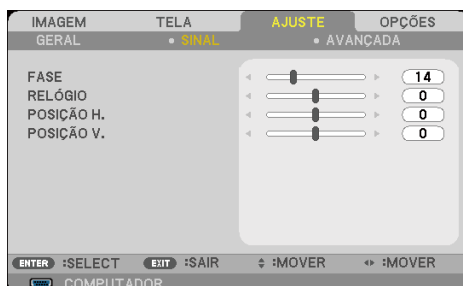 IMAGEM TELA AJUSTE OPÇÕES
GERAL • SINAL • AVANÇADA
FASE 14
RELÓGIO 0
POSIÇÃO H. 0
POSIÇÃO V. 0
ENTER :SELECT EXIT :SAIR :MOVER :MOVER
COMPUTADOR